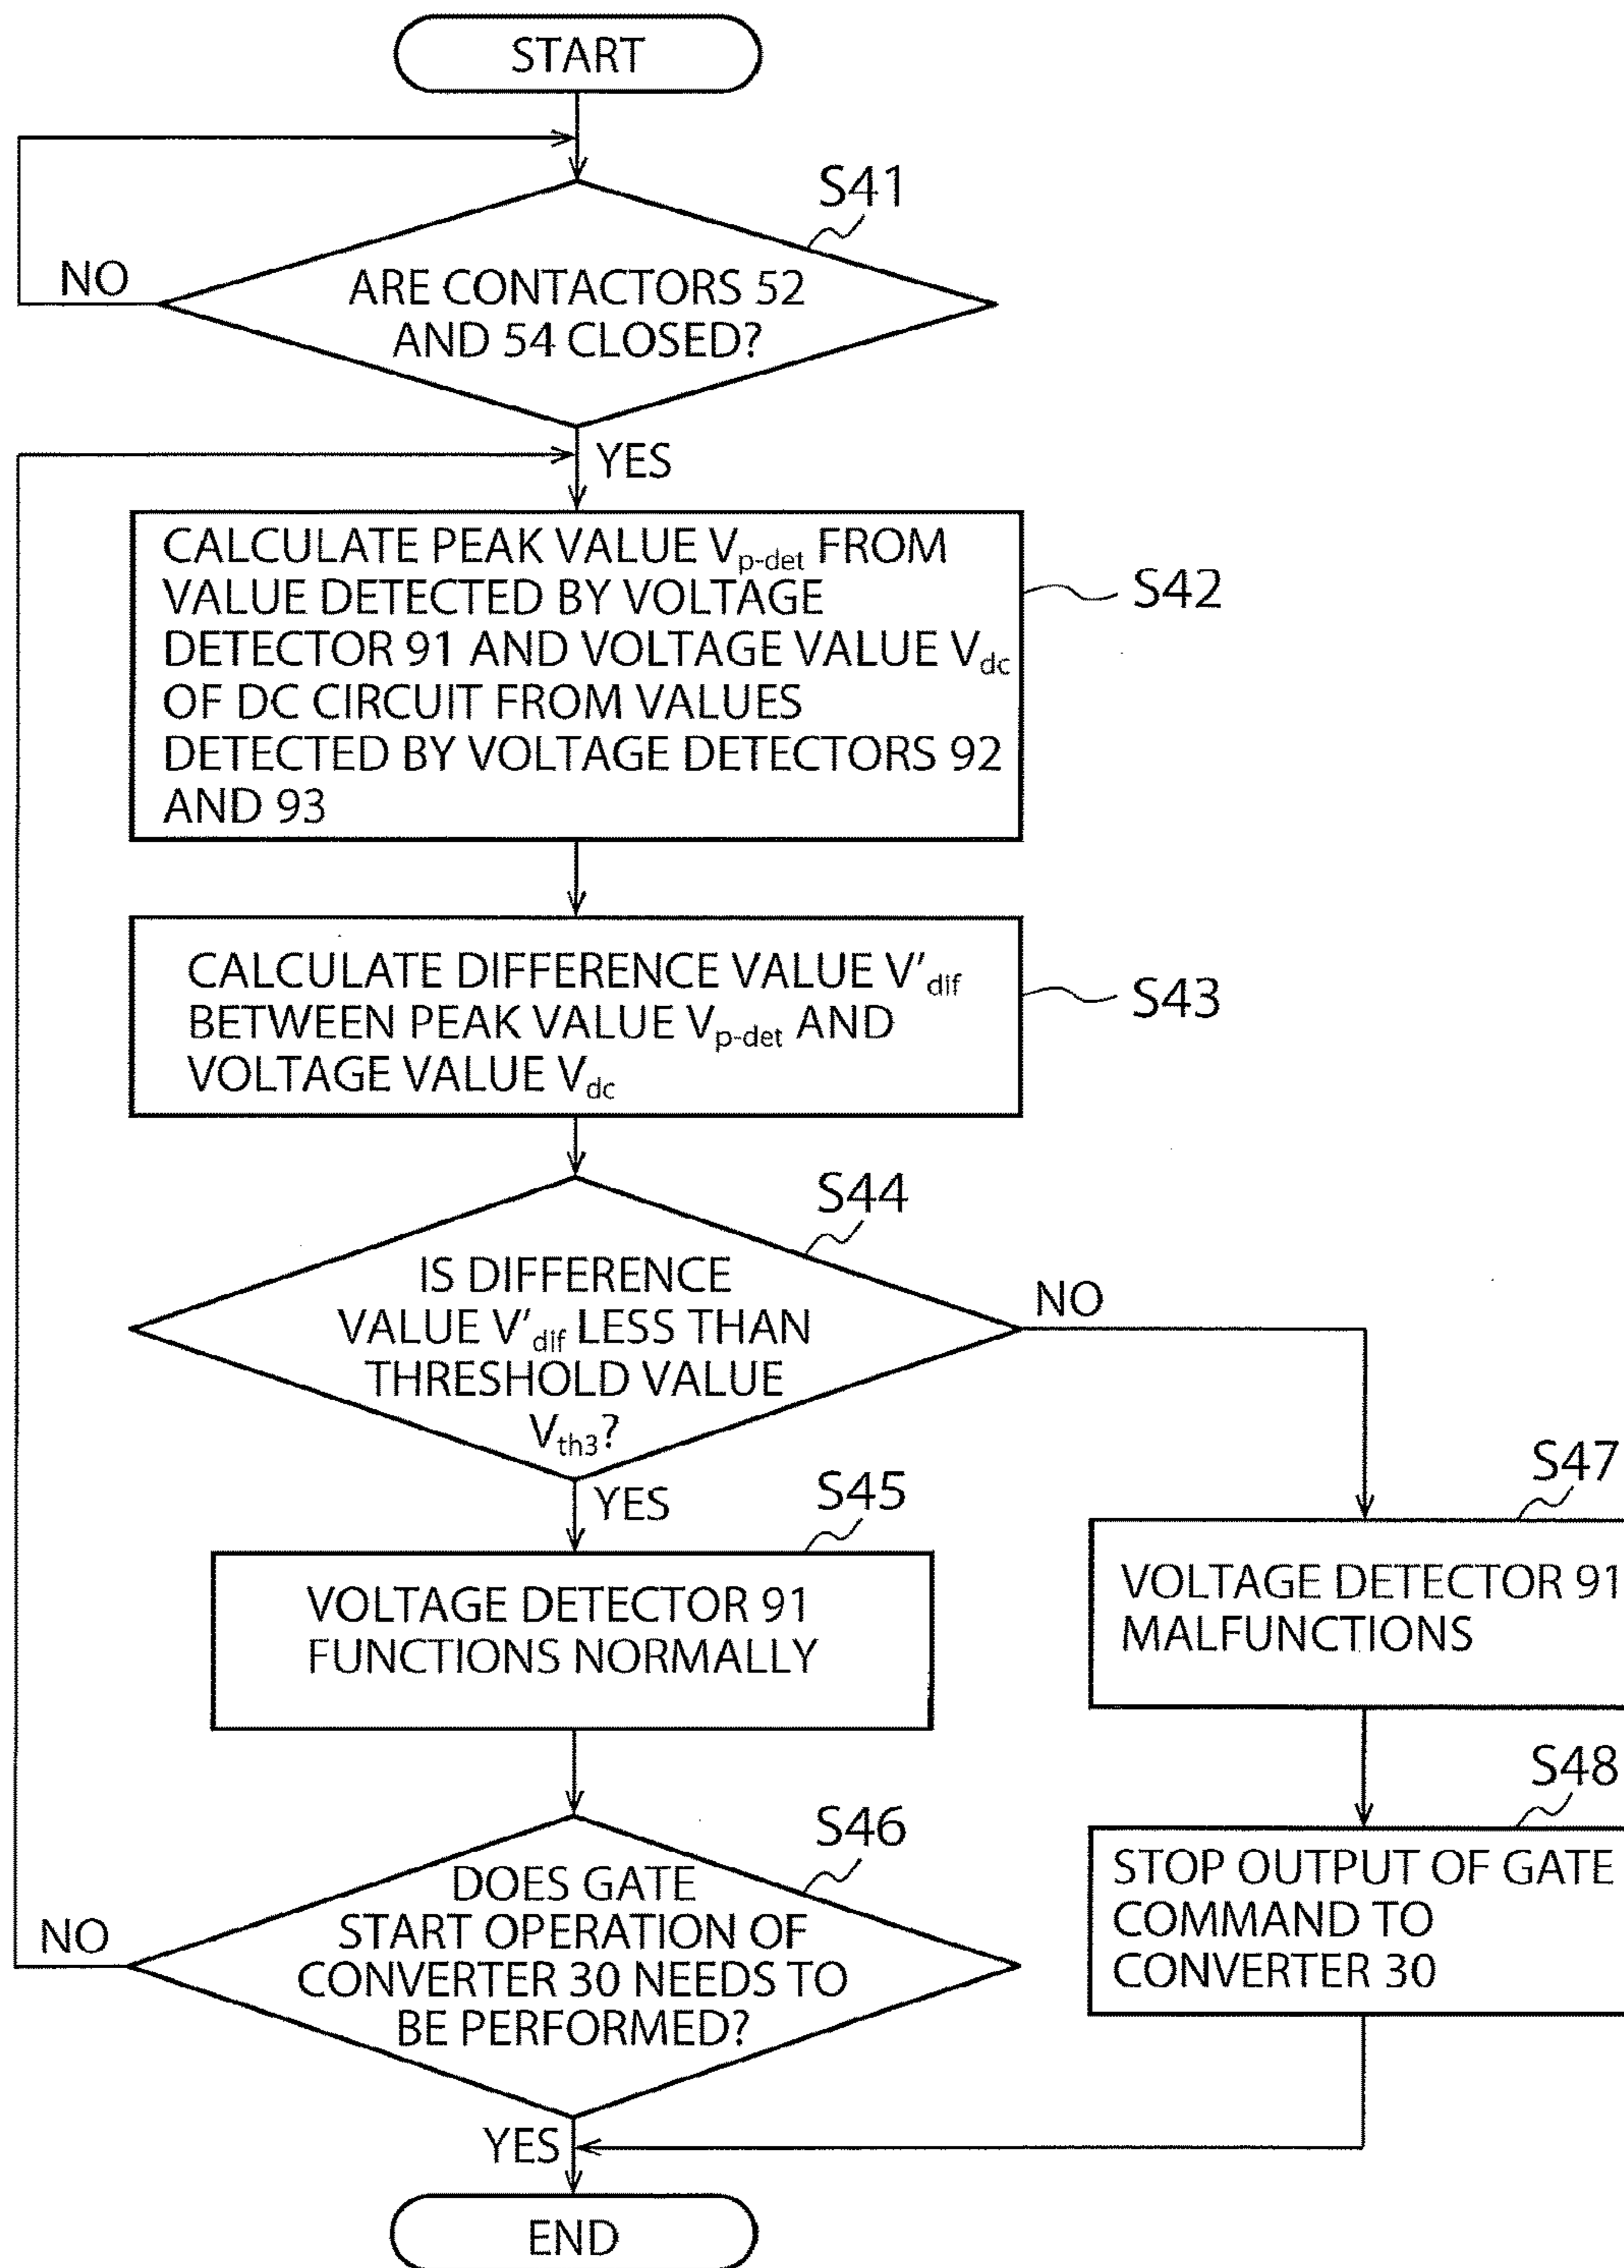 START
S41
NO
ARE CONTACTORS 52
AND 54 CLOSED?
YES
CALCULATE PEAK VALUE Vp-det FROM
VALUE DETECTED BY VOLTAGE
DETECTOR 91 AND VOLTAGE VALUE Vdc
OF DC CIRCUIT FROM VALUES
DETECTED BY VOLTAGE DETECTORS 92
AND 93
S42
CALCULATE DIFFERENCE VALUE V'dif
BETWEEN PEAK VALUE Vp-det AND
VOLTAGE VALUE Vdc
S43
S44
IS DIFFERENCE
VALUE V'dif LESS THAN
THRESHOLD VALUE
Vth3?
NO
YES
S45
VOLTAGE DETECTOR 91
FUNCTIONS NORMALLY
S47
VOLTAGE DETECTOR 91
MALFUNCTIONS
S46
DOES GATE
START OPERATION OF
CONVERTER 30 NEEDS TO
BE PERFORMED?
NO
S48
STOP OUTPUT OF GATE
COMMAND TO
CONVERTER 30
YES
END